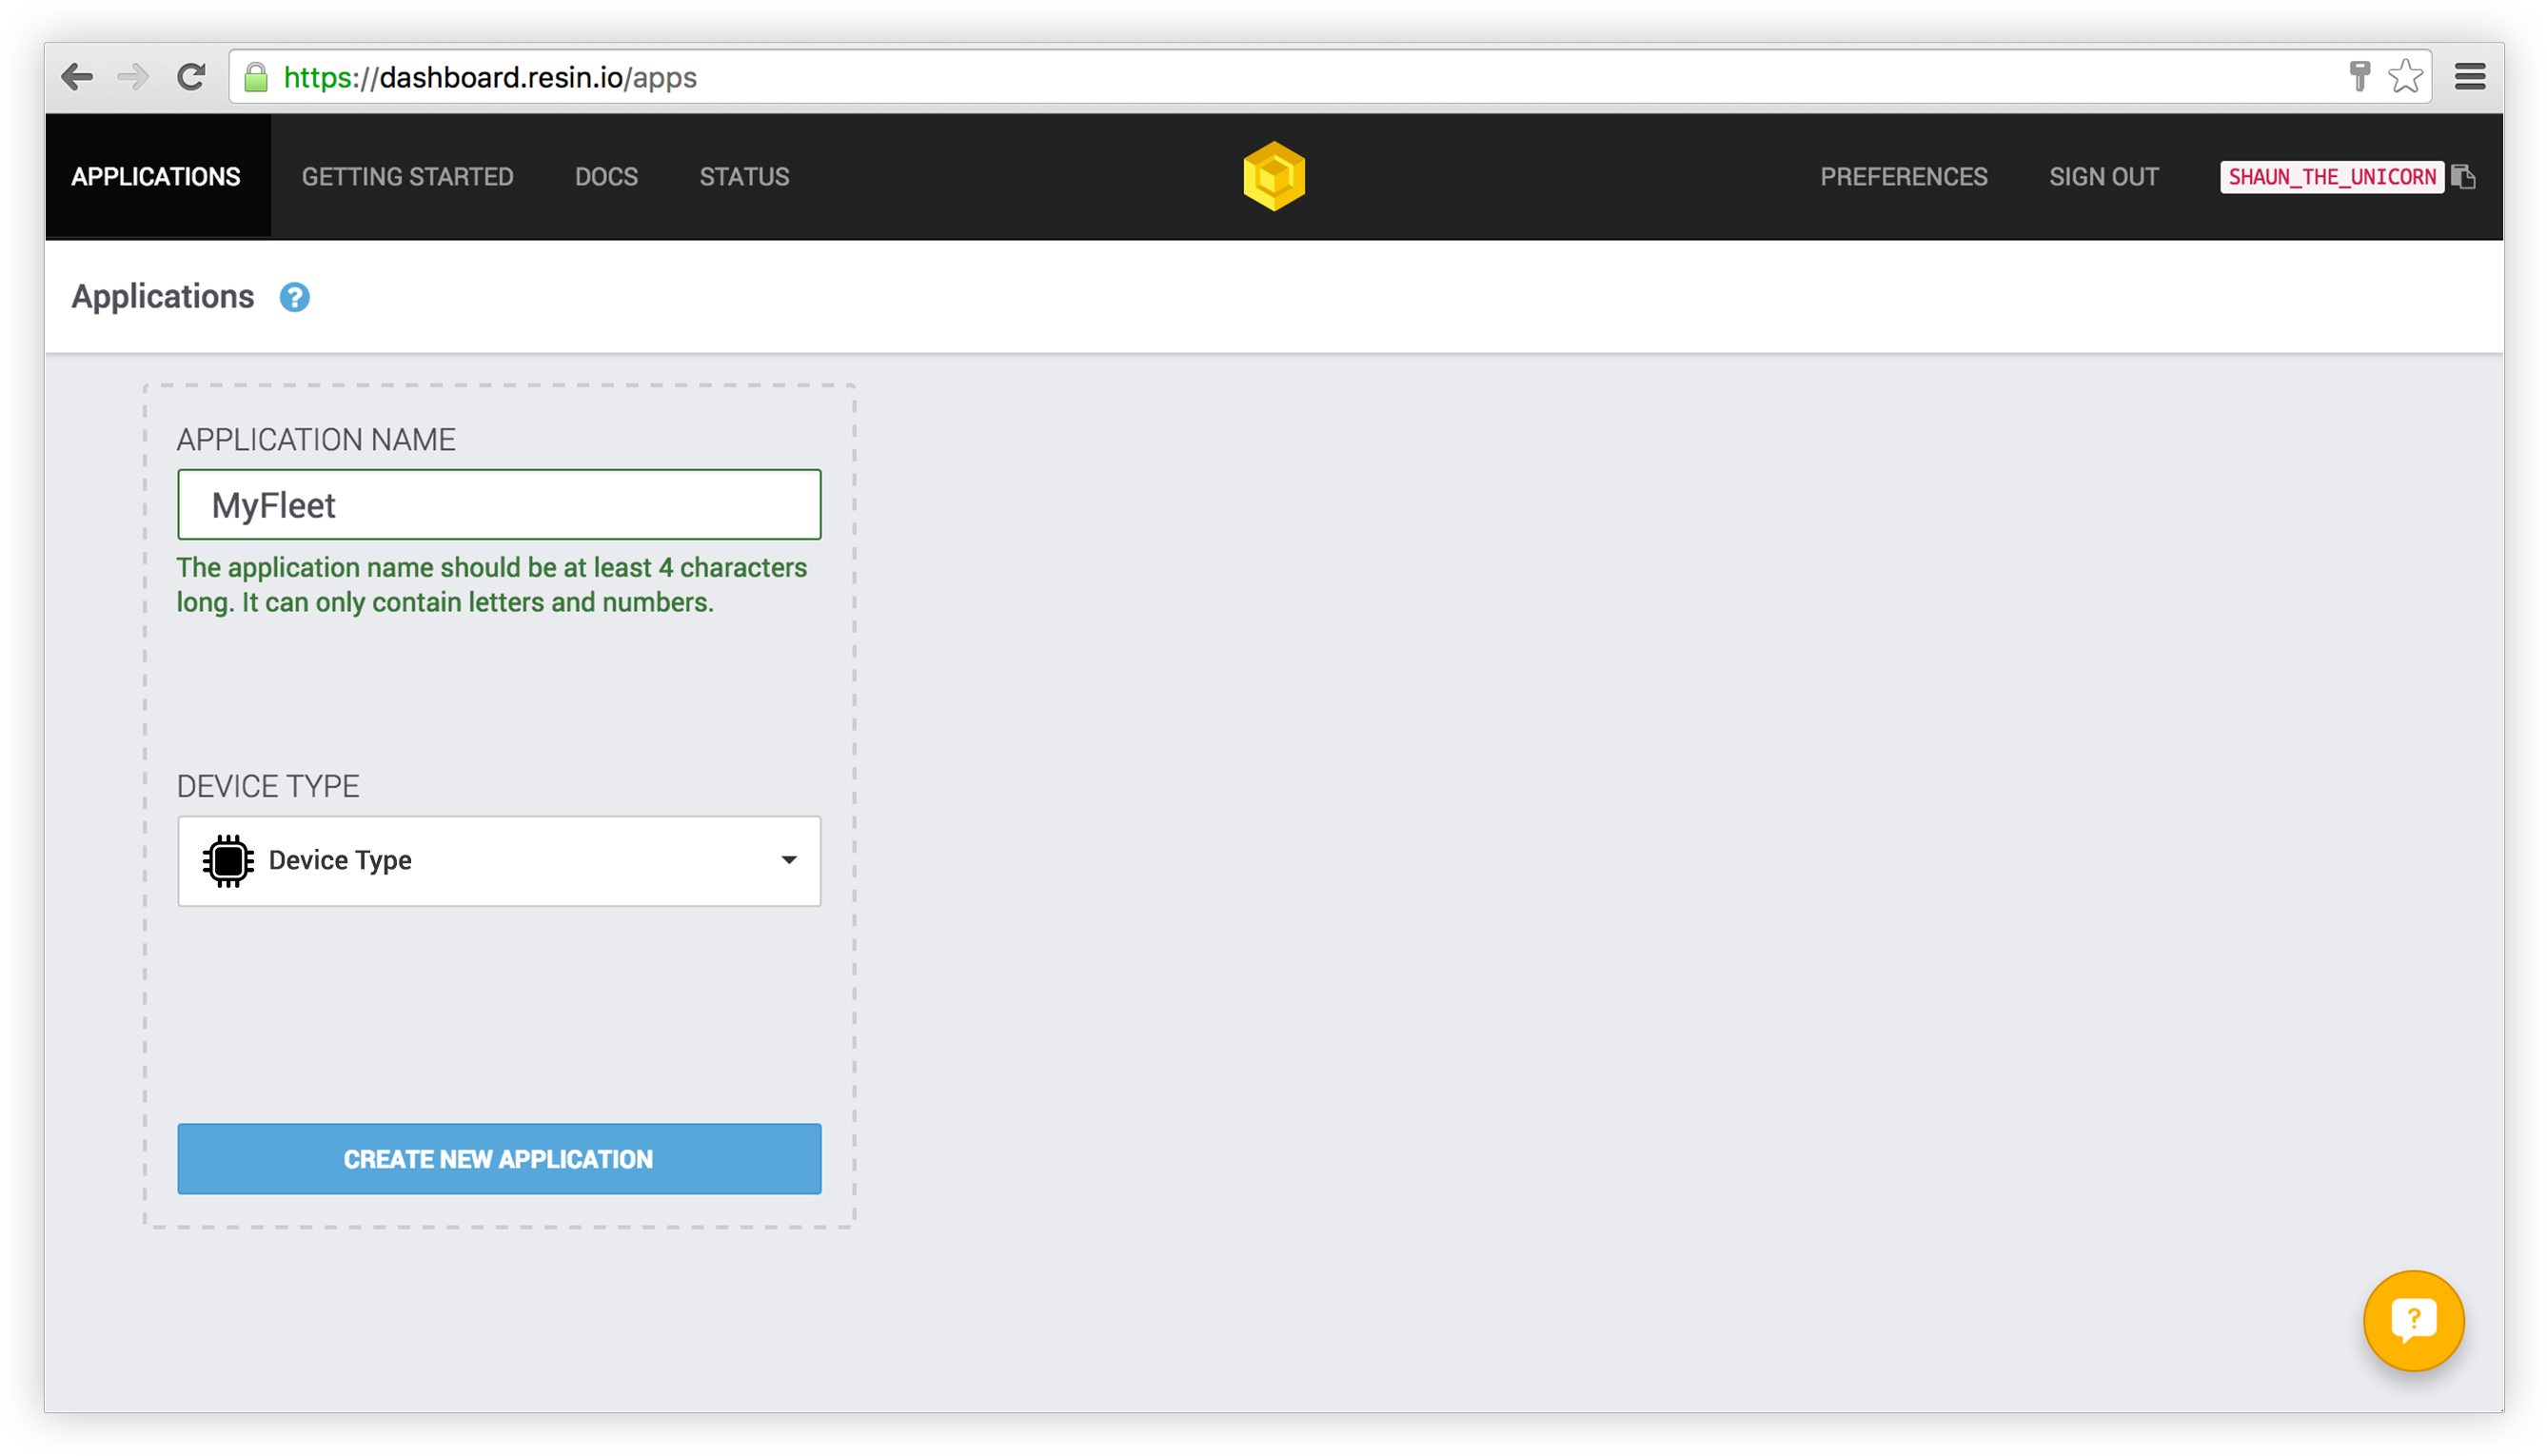 https://dashboard.resin.io/apps
APPLICATIONS
GETTING STARTED
DOCS
STATUS
PREFERENCES
SIGN OUT
SHAUN_THE_UNICORN
Applications
?
APPLICATION NAME
MyFleet
The application name should be at least 4 characters
long. It can only contain letters and numbers.
DEVICE TYPE
Device Type
CREATE NEW APPLICATION
?